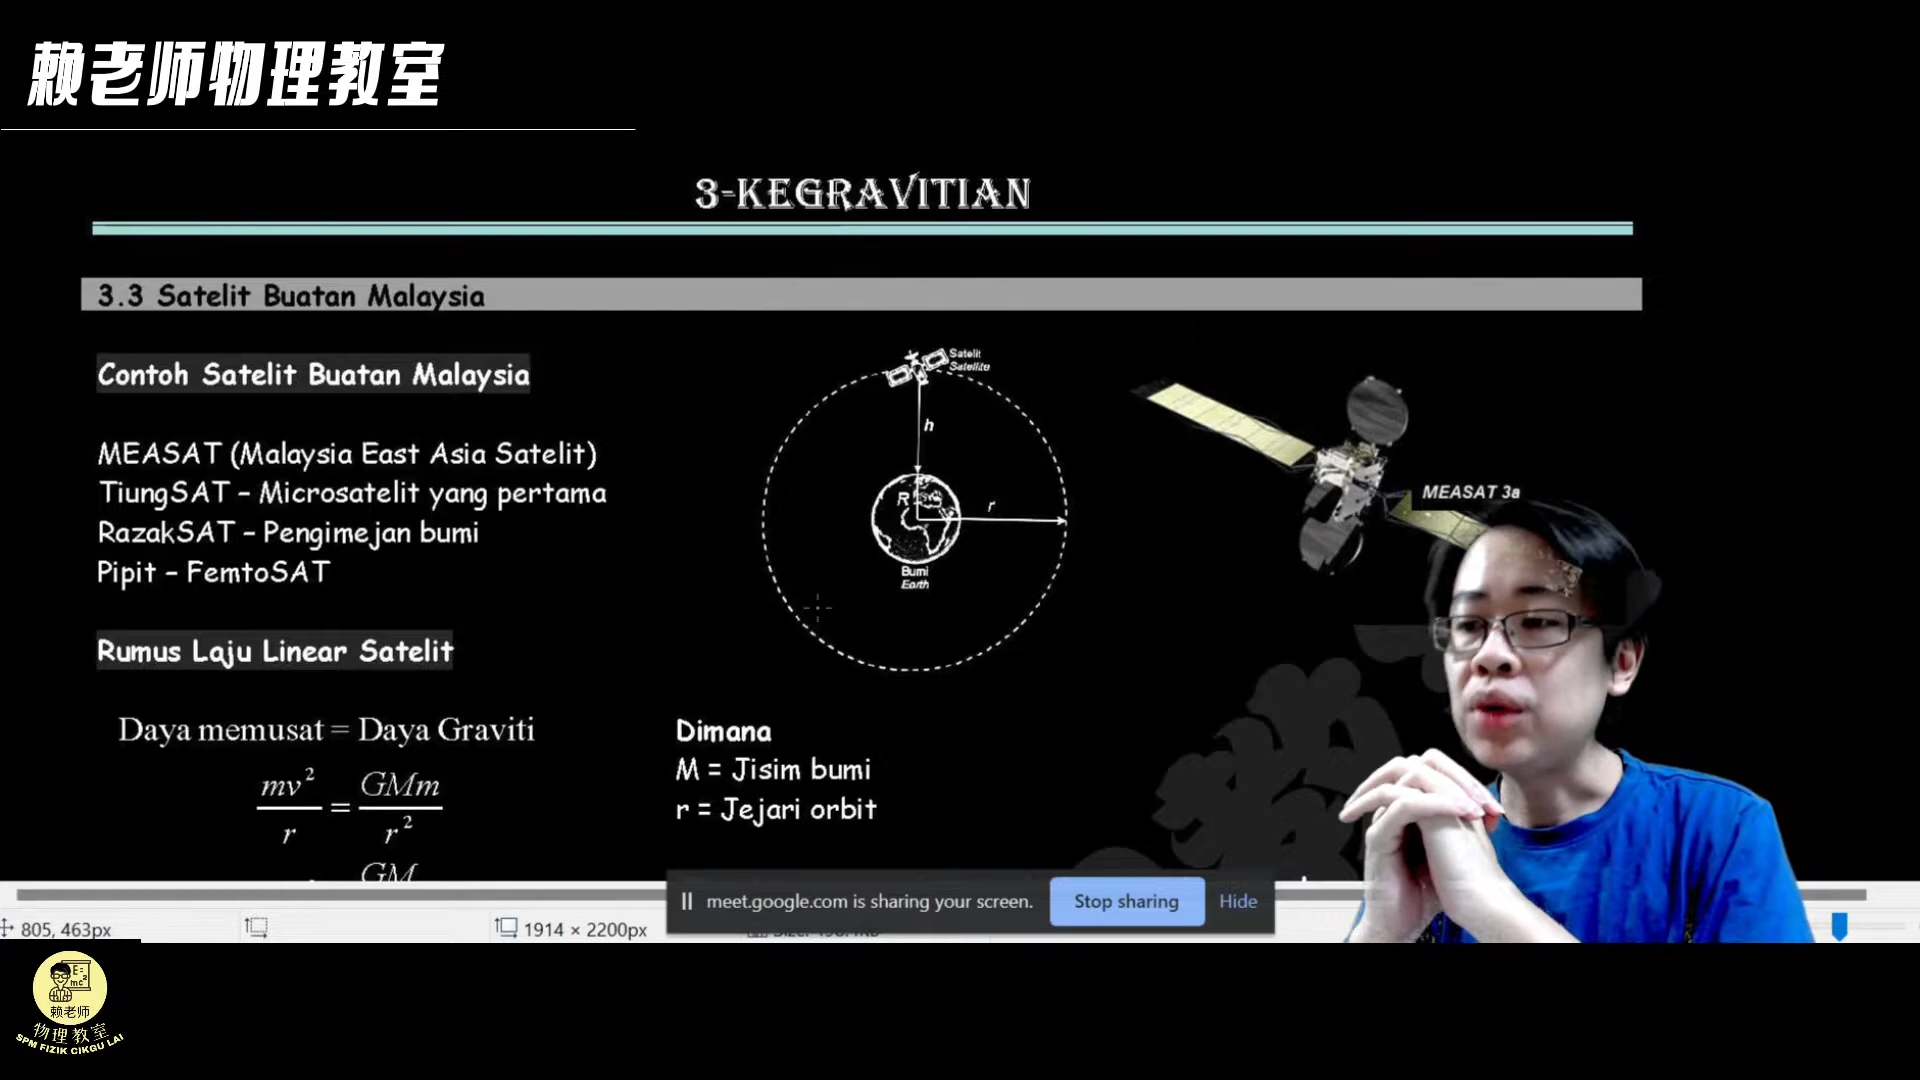 赖老师物理教室
3-KEGRAVITIAN
3.3 Satelit Buatan Malaysia
Contoh Satelit Buatan Malaysia
MEASAT (Malaysia East Asia Satelit)
TiungSAT – Microsatelit yang pertama
RazakSAT – Pengimejan bumi
Pipit – FemtoSAT
Satelit
Satellite
h
R
r
Bumi
Earth
MEASAT 3a
Rumus Laju Linear Satelit
Daya memusat = Daya Graviti
mv² / r = GMm / r²
GM
Dimana
M = Jisim bumi
r = Jejari orbit
meet.google.com is sharing your screen.
Stop sharing
Hide
805, 463px
1914 × 2200px
E=
mc²
赖老师
物理教室
SPM FIZIK CIKGU LAI